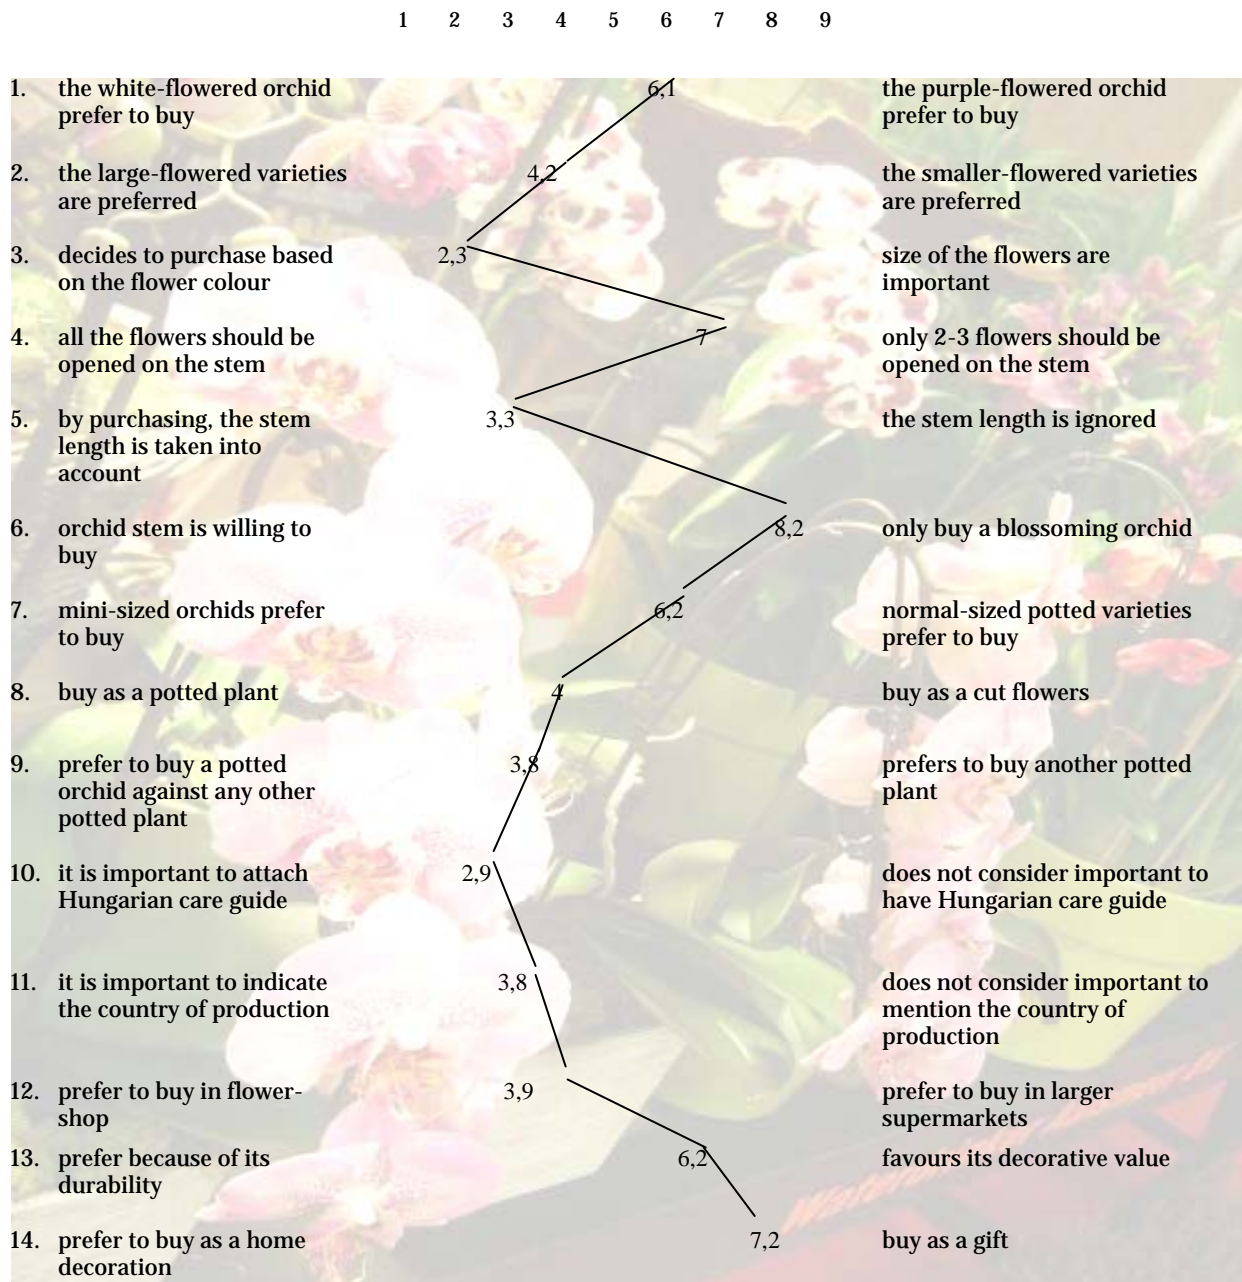 1 2 3 4 5 6 7 8 9
1. the white-flowered orchid 6,1 the purple-flowered orchid
prefer to buy prefer to buy
2. the large-flowered varieties 4,2 the smaller-flowered varieties
are preferred are preferred
3. decides to purchase based 2,3 size of the flowers are
on the flower colour important
4. all the flowers should be 7 only 2-3 flowers should be
opened on the stem opened on the stem
5. by purchasing, the stem 3,3 the stem length is ignored
length is taken into
account
6. orchid stem is willing to 8,2 only buy a blossoming orchid
buy
7. mini-sized orchids prefer 6,2 normal-sized potted varieties
to buy prefer to buy
8. buy as a potted plant 4 buy as a cut flowers
9. prefer to buy a potted 3,8 prefers to buy another potted
orchid against any other plant
potted plant
10. it is important to attach 2,9 does not consider important to
Hungarian care guide have Hungarian care guide
11. it is important to indicate 3,8 does not consider important to
the country of production mention the country of
production
12. prefer to buy in flower- 3,9 prefer to buy in larger
shop supermarkets
13. prefer because of its 6,2 favours its decorative value
durability
14. prefer to buy as a home 7,2 buy as a gift
decoration